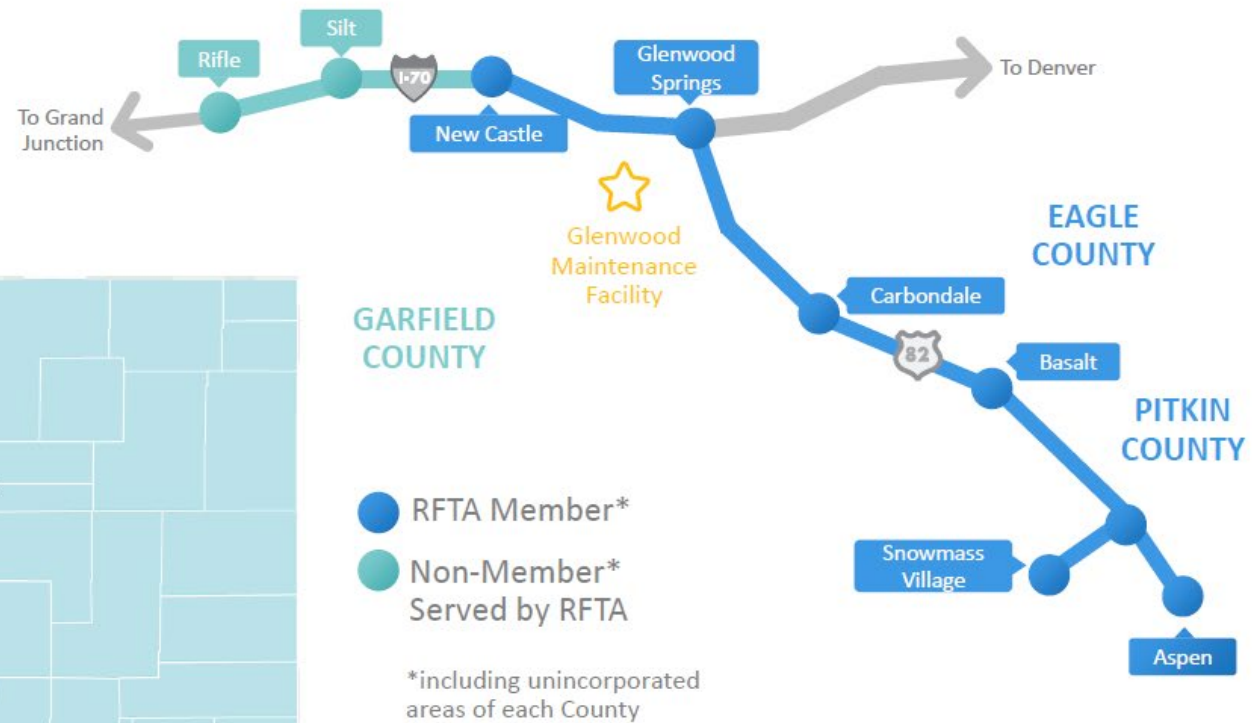 Silt
Rifle
I-70
Glenwood
Springs
To Denver
To Grand
Junction
New Castle
Glenwood
Maintenance
Facility
EAGLE
COUNTY
Carbondale
GARFIELD
COUNTY
82
Basalt
PITKIN
COUNTY
RFTA Member*
Non-Member*
Served by RFTA
Snowmass
Village
Aspen
*including unincorporated
areas of each County